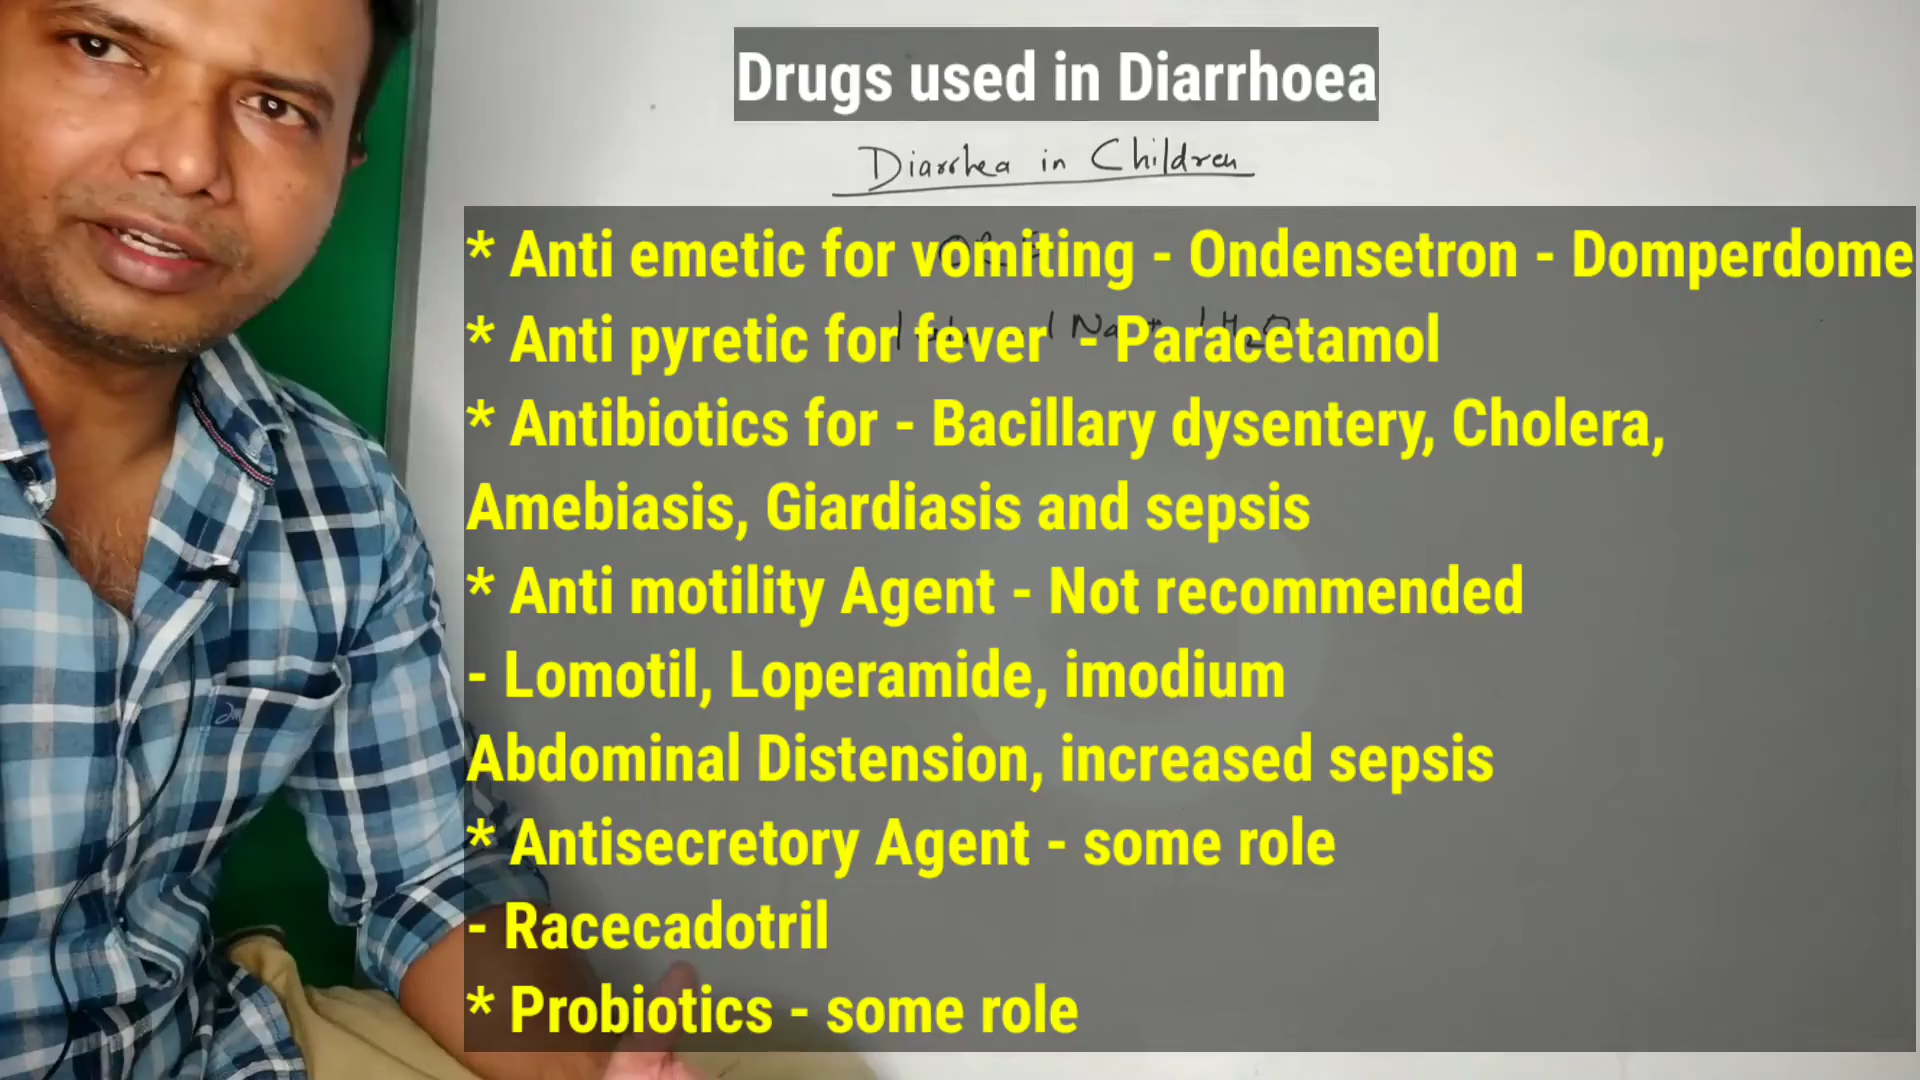 Drugs used in Diarrhoea
Diarrhea in Children
* Anti emetic for vomiting - Ondensetron - Domperdome
* Anti pyretic for fever - Paracetamol
* Antibiotics for - Bacillary dysentery, Cholera,
Amebiasis, Giardiasis and sepsis
* Anti motility Agent - Not recommended
- Lomotil, Loperamide, imodium
Abdominal Distension, increased sepsis
* Antisecretory Agent - some role
- Racecadotril
* Probiotics - some role